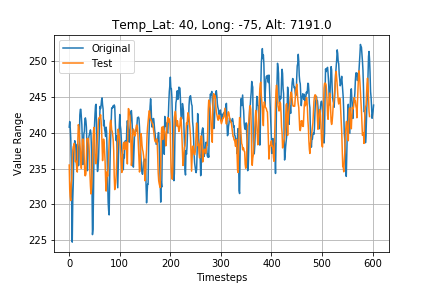 Temp_Lat: 40, Long: -75, Alt: 7191.0
Original
Test
Value Range
250
245
240
235
230
225
0 100 200 300 400 500 600
Timesteps